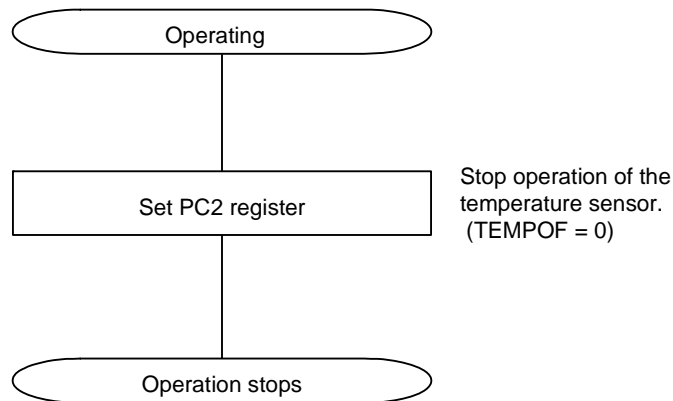 Operating
Set PC2 register
Stop operation of the
temperature sensor.
(TEMPOF = 0)
Operation stops